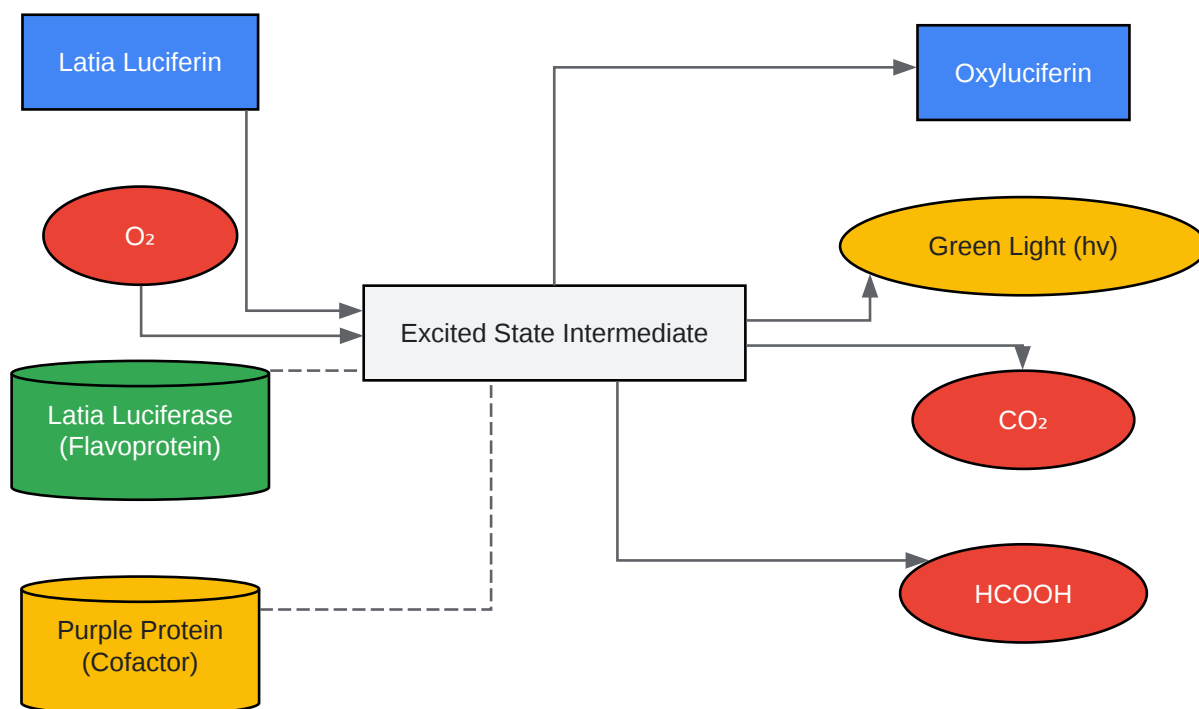 Latia Luciferin
Oxyluciferin
O₂
Green Light (hv)
Excited State Intermediate
Latia Luciferase
(Flavoprotein)
CO₂
HCOOH
Purple Protein
(Cofactor)